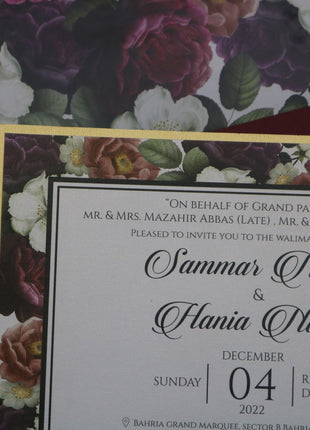 "On behalf of Grand Pa
Mr. & Mrs. Mazahir Abbas (Late) , Mr. &
Pleased to invite you to the walima
Sammar
&
Hania
DECEMBER
SUNDAY 04
2022
Bahria Grand Marquee, Sector B Bahri